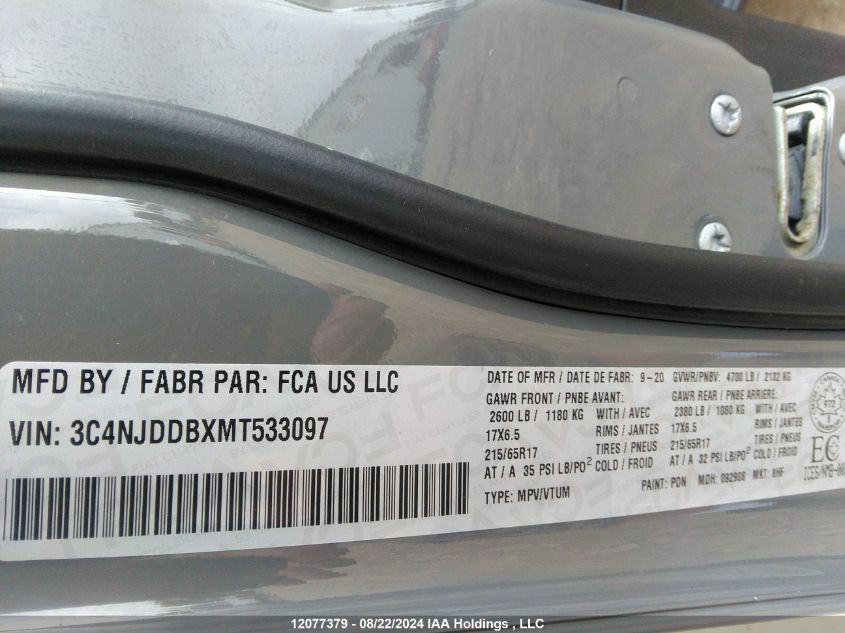 MFD BY / FABR PAR: FCA US LLC
VIN: 3C4NJDDBXMT533097
DATE OF MFR / DATE DE FABR: 9-20 GVWR/PNBV: 4700 LB / 2132 KG
GAWR FRONT / PNBE AVANT: GAWR REAR / PNBE ARRIERE:
2600 LB / 1180 KG WITH / AVEC 2380 LB / 1080 KG WITH / AVEC
17X6.5 RIMS / JANTES 17X6.5 RIMS / JANTES
215/65R17 TIRES / PNEUS 215/65R17 TIRES / PNEUS
AT / A 35 PSI LB/PO² COLD / FROID AT / A 32 PSI LB/PO² COLD / FROID
TYPE: MPV/VTUM PAINT: PDN MDH: 092908 MKT: 8HF
972
EC
12077379 - 08/22/2024 IAA Holdings , LLC